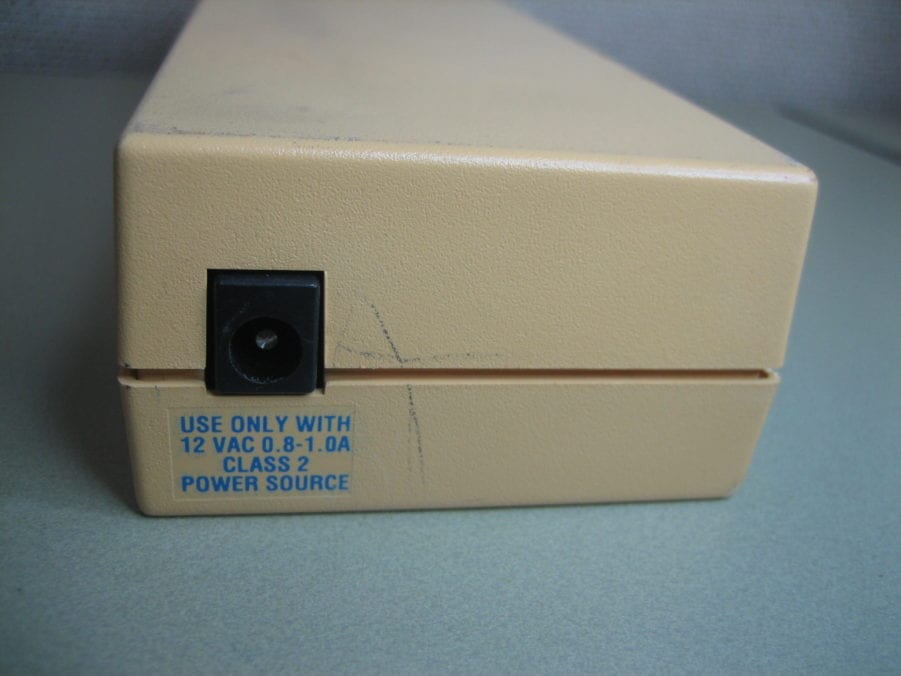 USE ONLY WITH
12 VAC 0.8-1.0A
CLASS 2
POWER SOURCE